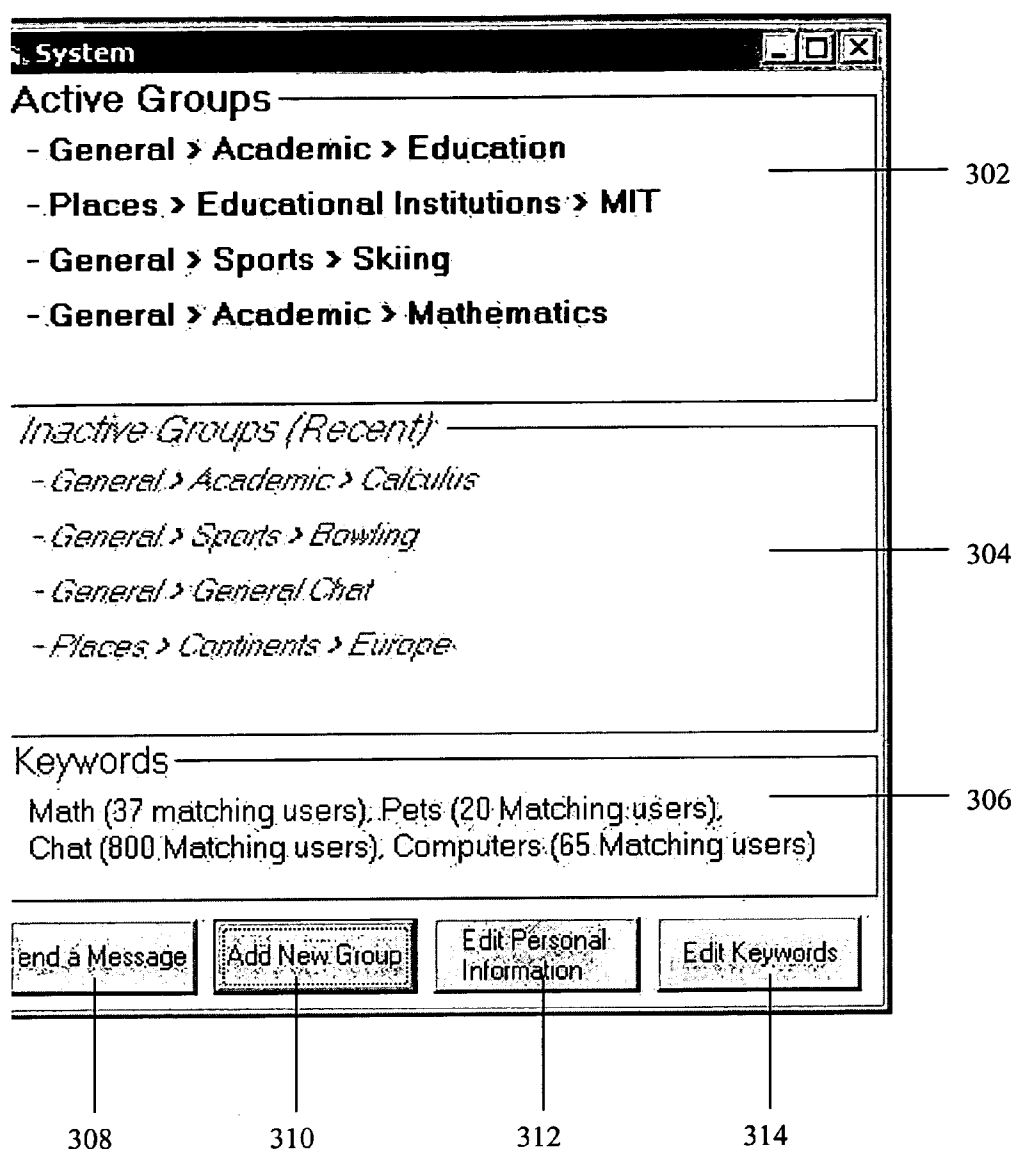 System
Active Groups
- General > Academic > Education
302
- Places > Educational Institutions > MIT
- General > Sports > Skiing
- General > Academic > Mathematics
Inactive Groups (Recent)
- General > Academic > Calculus
- General > Sports > Bowling
304
- General > General Chat
- Places > Continents > Europe
Keywords
306
Math (37 matching users), Pets (20 Matching users),
Chat (800 Matching users), Computers (65 Matching users)
end a Message
Add New Group
Edit Personal
Information
Edit Keywords
308 310 312 314